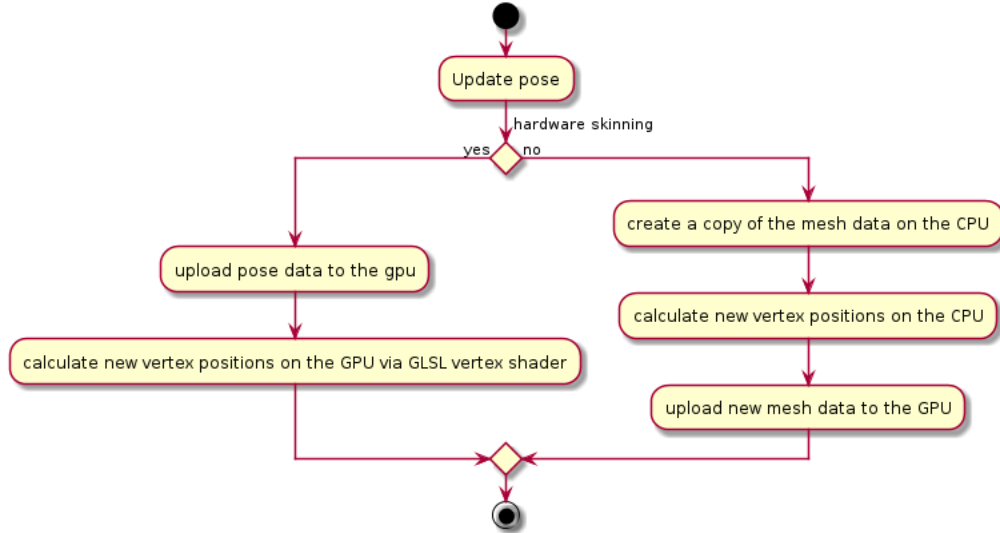 Update pose
hardware skinning
yes
no
create a copy of the mesh data on the CPU
upload pose data to the gpu
calculate new vertex positions on the CPU
calculate new vertex positions on the GPU via GLSL vertex shader
upload new mesh data to the GPU